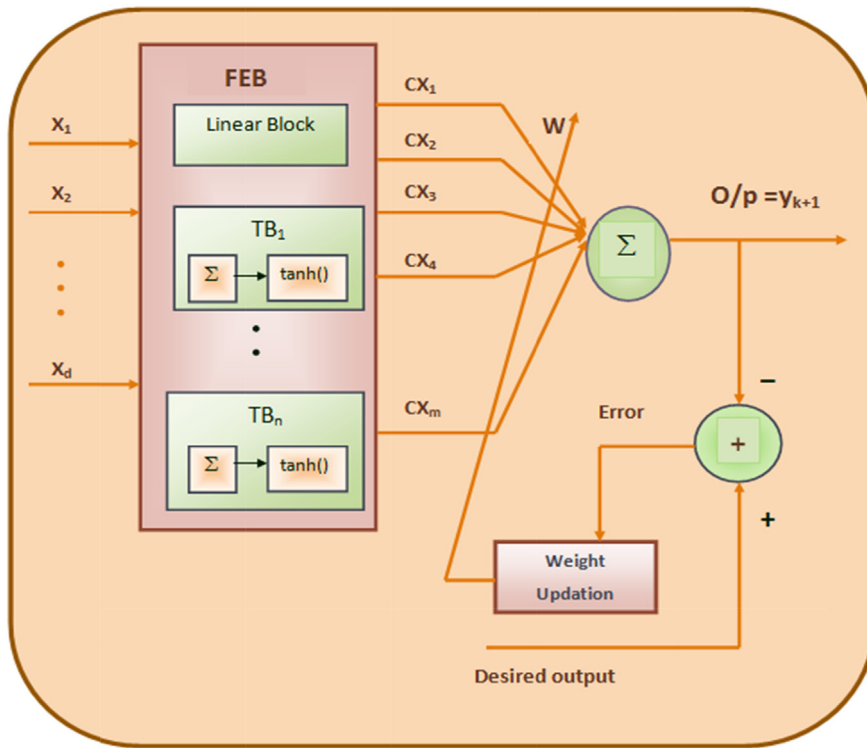 FEB
Linear Block
TB₁
Σ
tanh()
TBₙ
Σ
tanh()
X₁
X₂
X_d
CX₁
CX₂
CX₃
CX₄
CXₘ
W
Σ
O/p =yₖ₊₁
−
+
+
Error
Weight
Updation
Desired output